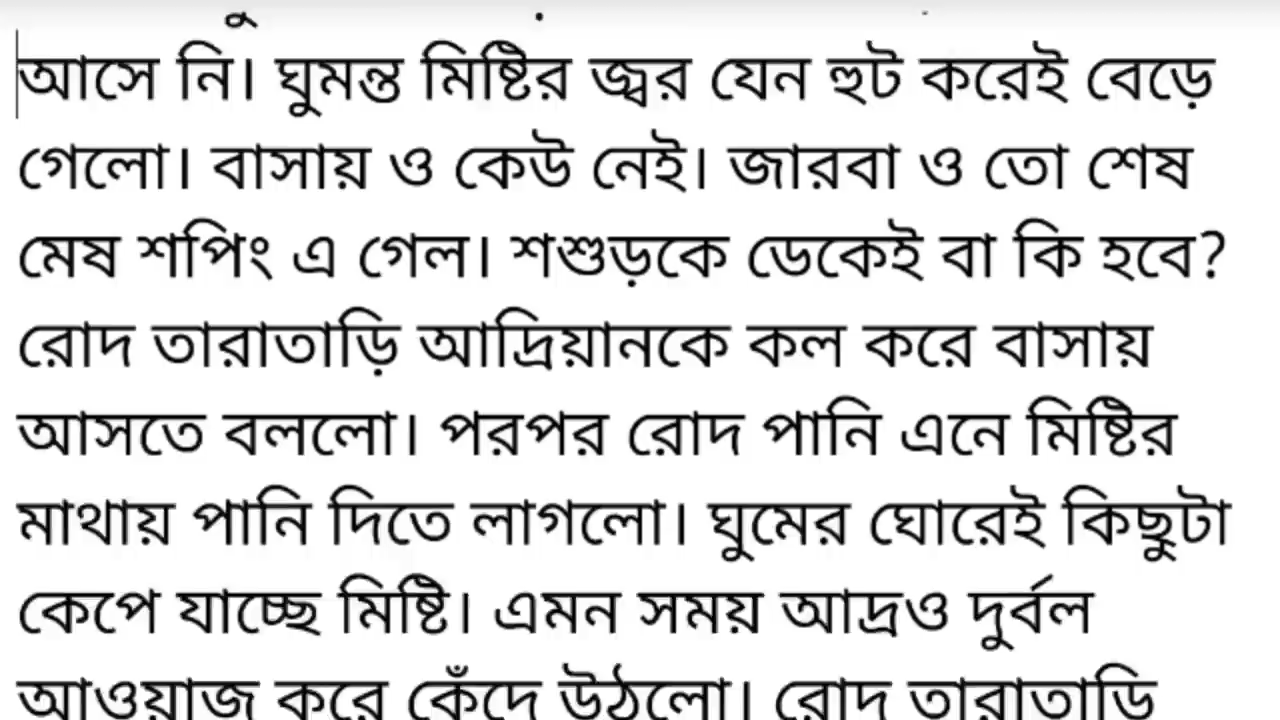 আসে নি। ঘুমন্ত মিষ্টির জ্বর যেন হুট করেই বেড়ে
গেলো। বাসায় ও কেউ নেই। জারবা ও তো শেষ
মেষ শপিং এ গেল। শশুড়কে ডেকেই বা কি হবে?
রোদ তারাতাড়ি আদ্রিয়ানকে কল করে বাসায়
আসতে বললো। পরপর রোদ পানি এনে মিষ্টির
মাথায় পানি দিতে লাগলো। ঘুমের ঘোরেই কিছুটা
কেপে যাচ্ছে মিষ্টি। এমন সময় আদ্রও দুর্বল
আওয়াজ করে কেঁদে উঠলো। রোদ তারাতাড়ি